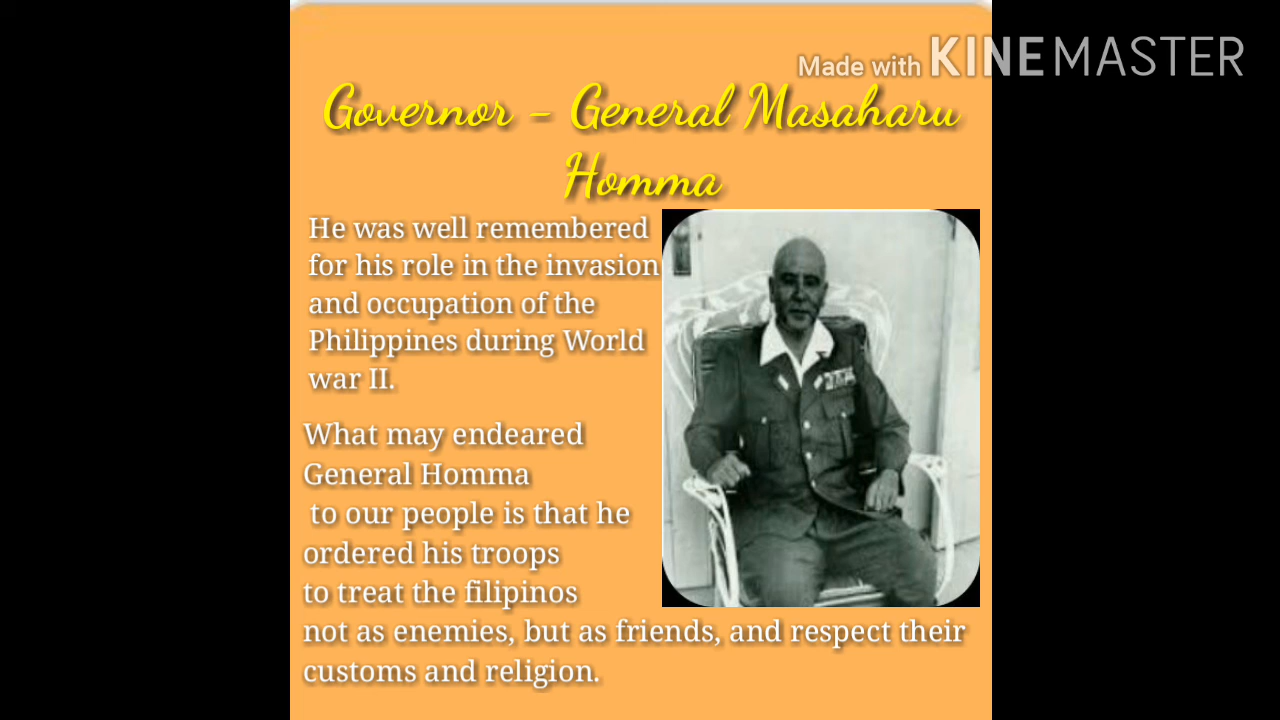 Made with KINEMASTER
Governor - General Masaharu
Homma
He was well remembered
for his role in the invasion
and occupation of the
Philippines during World
war II.
What may endeared
General Homma
to our people is that he
ordered his troops
to treat the filipinos
not as enemies, but as friends, and respect their
customs and religion.